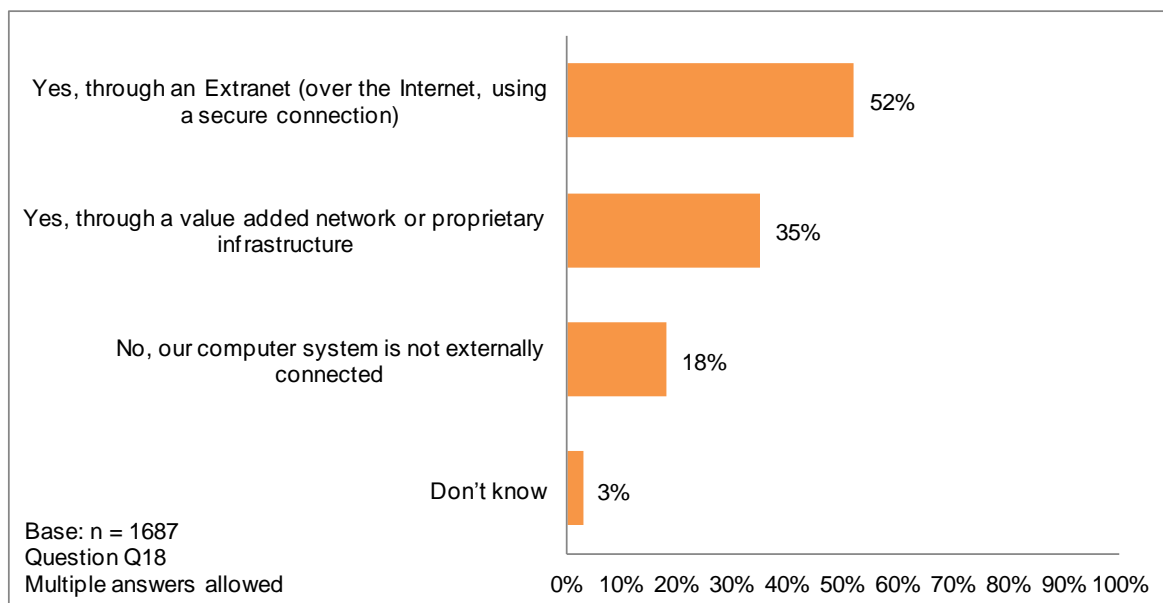 Yes, through an Extranet (over the Internet, using
a secure connection)
52%
Yes, through a value added network or proprietary
infrastructure
35%
No, our computer system is not externally
connected
18%
Don't know
3%
Base: n = 1687
Question Q18
Multiple answers allowed
0% 10% 20% 30% 40% 50% 60% 70% 80% 90% 100%